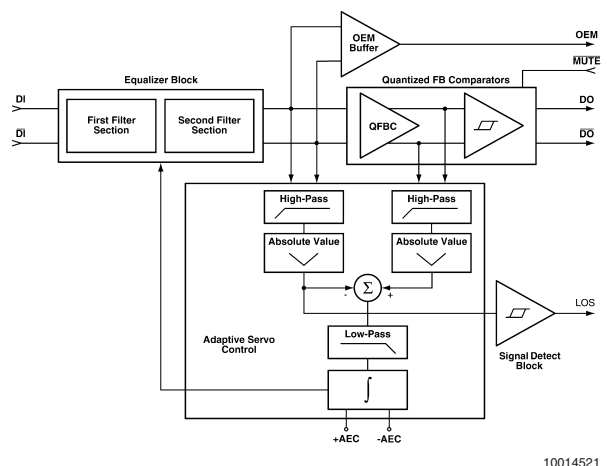 OEM
OEM
Buffer
MUTE
Equalizer Block
Quantized FB Comparators
DI
First Filter
Section
Second Filter
Section
QFBC
DO
DI
DO
High-Pass
High-Pass
Absolute Value
Absolute Value
Σ
- +
LOS
Adaptive Servo
Control
Low-Pass
Signal Detect
Block
∫
+AEC -AEC
10014521